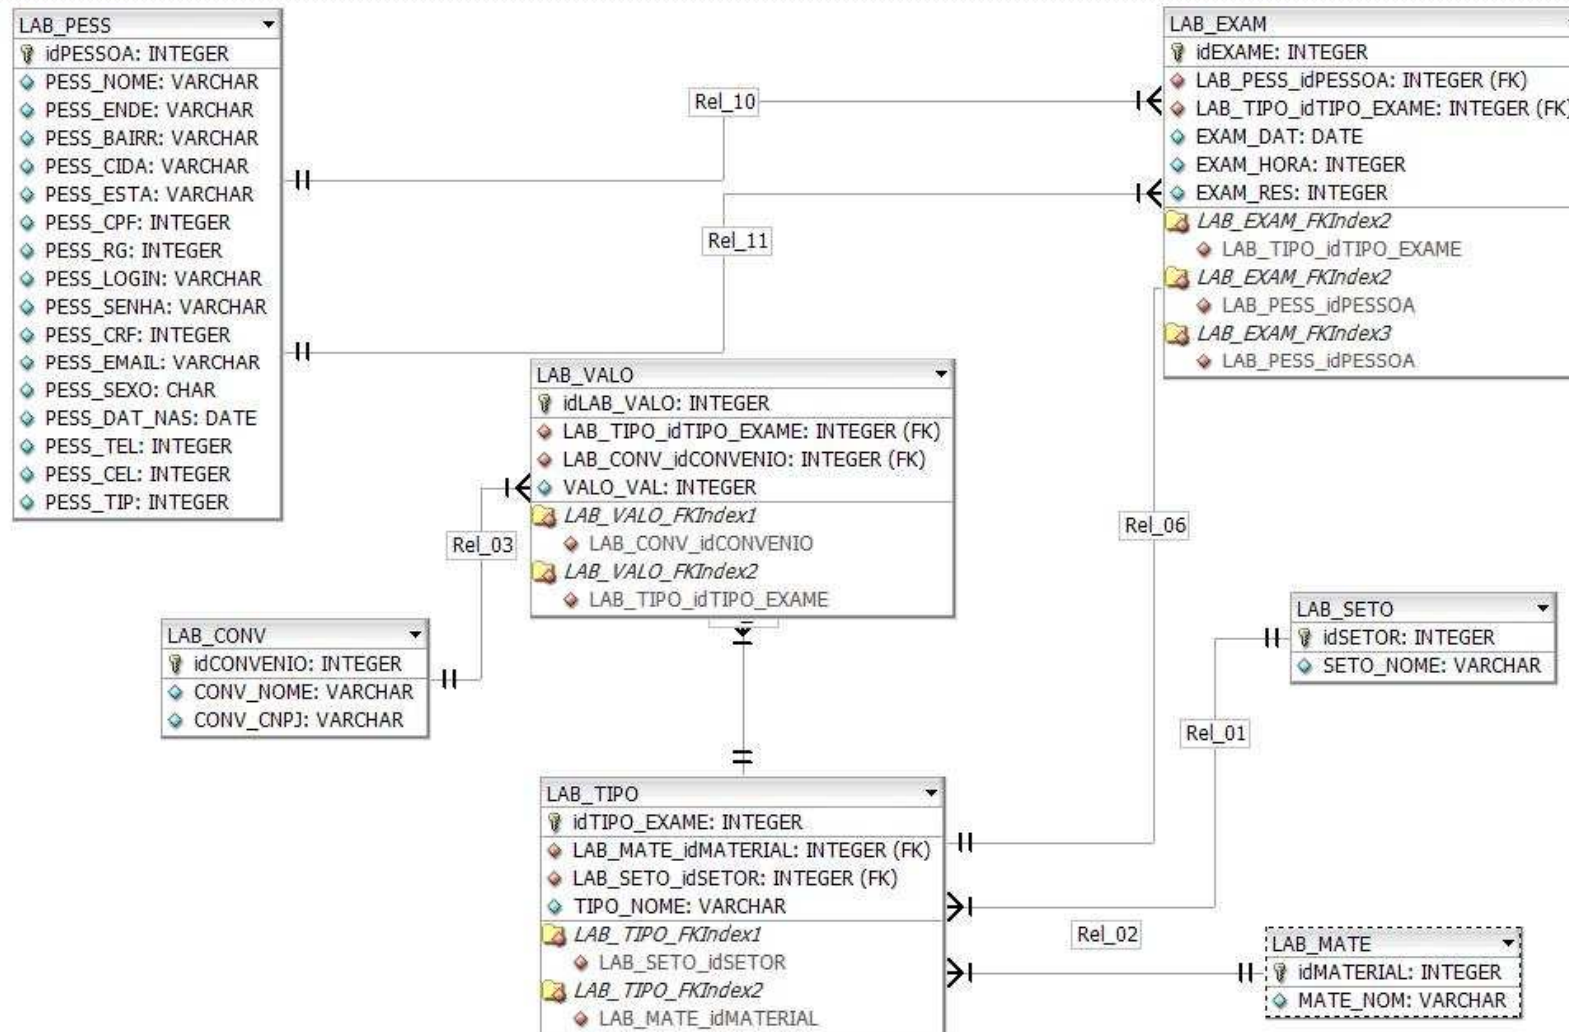 LAB_PESS
idPESSOA: INTEGER
PESS_NOME: VARCHAR
PESS_ENDE: VARCHAR
PESS_BAIRR: VARCHAR
PESS_CIDA: VARCHAR
PESS_ESTA: VARCHAR
PESS_CPF: INTEGER
PESS_RG: INTEGER
PESS_LOGIN: VARCHAR
PESS_SENHA: VARCHAR
PESS_CRF: INTEGER
PESS_EMAIL: VARCHAR
PESS_SEXO: CHAR
PESS_DAT_NAS: DATE
PESS_TEL: INTEGER
PESS_CEL: INTEGER
PESS_TIP: INTEGER
Rel_10
Rel_11
LAB_EXAM
idEXAME: INTEGER
LAB_PESS_idPESSOA: INTEGER (FK)
LAB_TIPO_idTIPO_EXAME: INTEGER (FK)
EXAM_DAT: DATE
EXAM_HORA: INTEGER
EXAM_RES: INTEGER
LAB_EXAM_FKIndex2
LAB_TIPO_idTIPO_EXAME
LAB_EXAM_FKIndex2
LAB_PESS_idPESSOA
LAB_EXAM_FKIndex3
LAB_PESS_idPESSOA
LAB_VALO
idLAB_VALO: INTEGER
LAB_TIPO_idTIPO_EXAME: INTEGER (FK)
LAB_CONV_idCONVENIO: INTEGER (FK)
VALO_VAL: INTEGER
LAB_VALO_FKIndex1
LAB_CONV_idCONVENIO
LAB_VALO_FKIndex2
LAB_TIPO_idTIPO_EXAME
Rel_03
Rel_06
LAB_CONV
idCONVENIO: INTEGER
CONV_NOME: VARCHAR
CONV_CNPJ: VARCHAR
LAB_SETO
idSETOR: INTEGER
SETO_NOME: VARCHAR
Rel_01
LAB_TIPO
idTIPO_EXAME: INTEGER
LAB_MATE_idMATERIAL: INTEGER (FK)
LAB_SETO_idSETOR: INTEGER (FK)
TIPO_NOME: VARCHAR
LAB_TIPO_FKIndex1
LAB_SETO_idSETOR
LAB_TIPO_FKIndex2
LAB_MATE_idMATERIAL
Rel_02
LAB_MATE
idMATERIAL: INTEGER
MATE_NOM: VARCHAR